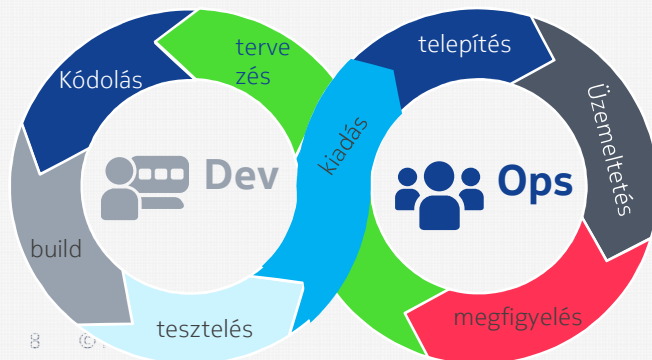 terve
zés
Kódolás
Dev
build
tesztelés
kiadás
telepítés
Üzemeltetés
Ops
megfigyelés
8 ©